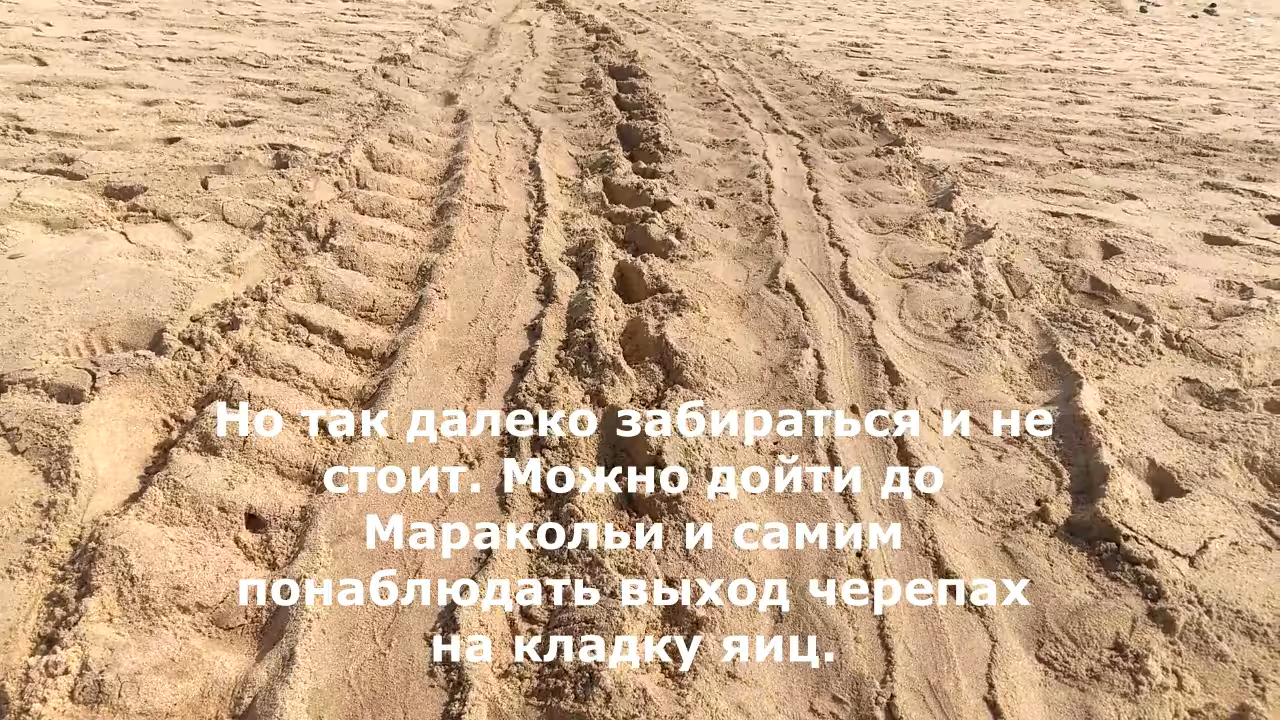 Но так далеко забираться и не
стоит. Можно дойти до
Маракольи и самим
понаблюдать выход черепах
на кладку яиц.